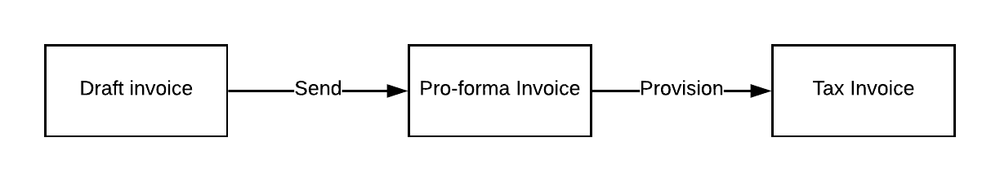 Draft invoice
Send
Pro-forma Invoice
Provision
Tax Invoice